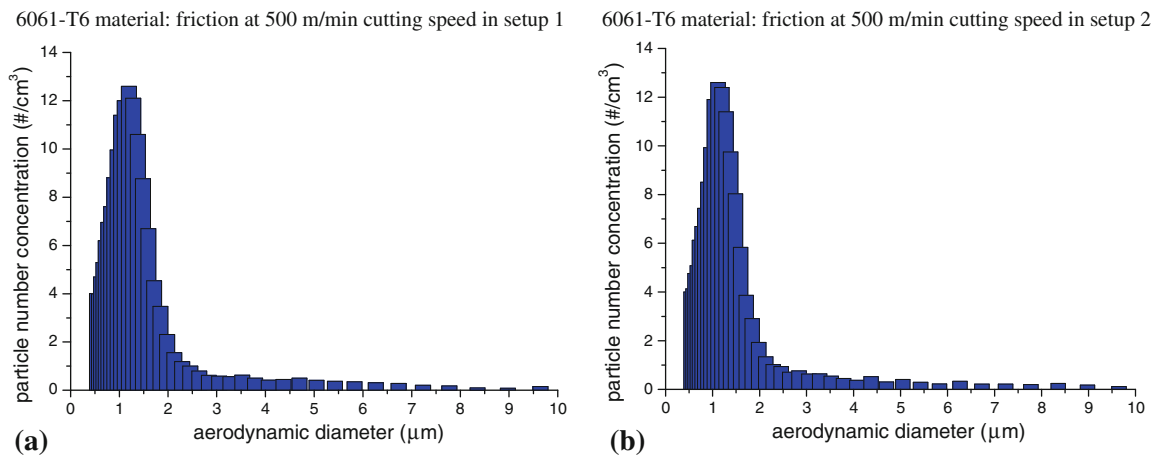 6061-T6 material: friction at 500 m/min cutting speed in setup 1
14
12
10
8
6
4
2
0
particle number concentration (#/cm³)
0 1 2 3 4 5 6 7 8 9 10
aerodynamic diameter (μm)
(a)
6061-T6 material: friction at 500 m/min cutting speed in setup 2
14
12
10
8
6
4
2
0
particle number concentration (#/cm³)
0 1 2 3 4 5 6 7 8 9 10
aerodynamic diameter (μm)
(b)